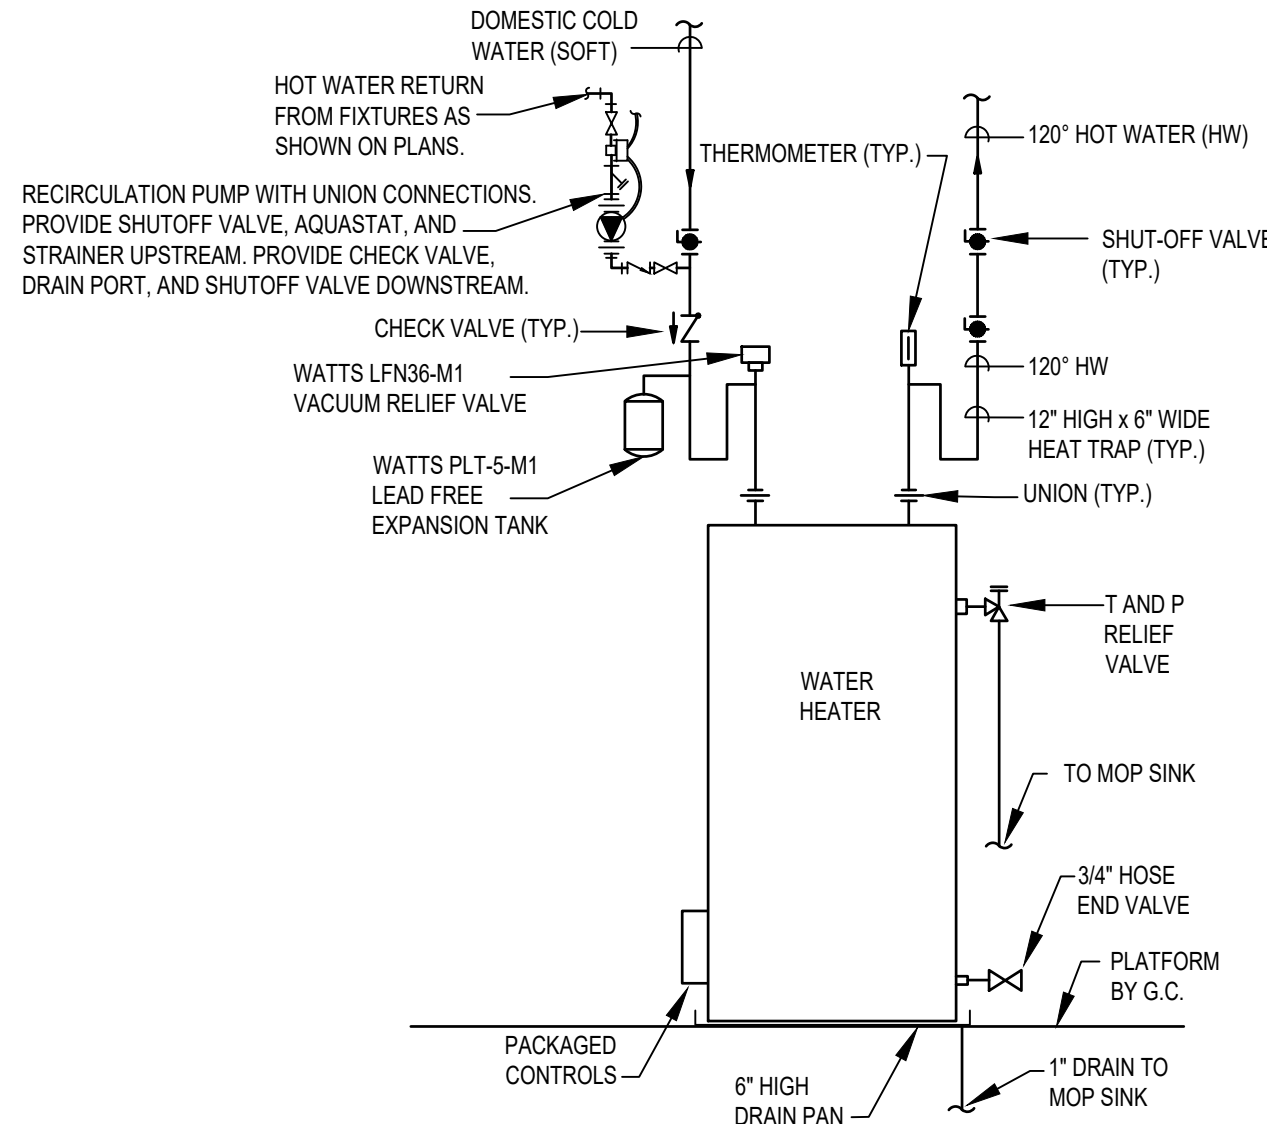 DOMESTIC COLD
WATER (SOFT)
HOT WATER RETURN
FROM FIXTURES AS
SHOWN ON PLANS.
120° HOT WATER (HW)
THERMOMETER (TYP.)
RECIRCULATION PUMP WITH UNION CONNECTIONS.
PROVIDE SHUTOFF VALVE, AQUASTAT, AND
STRAINER UPSTREAM. PROVIDE CHECK VALVE,
DRAIN PORT, AND SHUTOFF VALVE DOWNSTREAM.
SHUT-OFF VALVE
(TYP.)
CHECK VALVE (TYP.)
WATTS LFN36-M1
VACUUM RELIEF VALVE
120° HW
12" HIGH x 6" WIDE
HEAT TRAP (TYP.)
WATTS PLT-5-M1
LEAD FREE
EXPANSION TANK
UNION (TYP.)
T AND P
RELIEF
VALVE
WATER
HEATER
TO MOP SINK
3/4" HOSE
END VALVE
PLATFORM
BY G.C.
PACKAGED
CONTROLS
6" HIGH
DRAIN PAN
1" DRAIN TO
MOP SINK